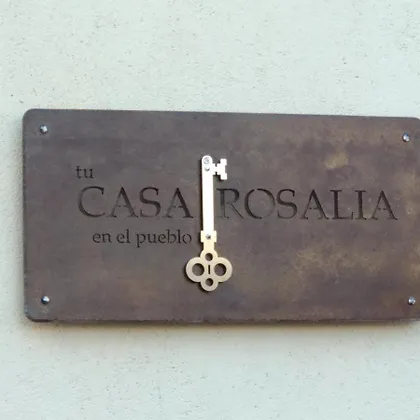 tu
CASA ROSALIA
en el pueblo